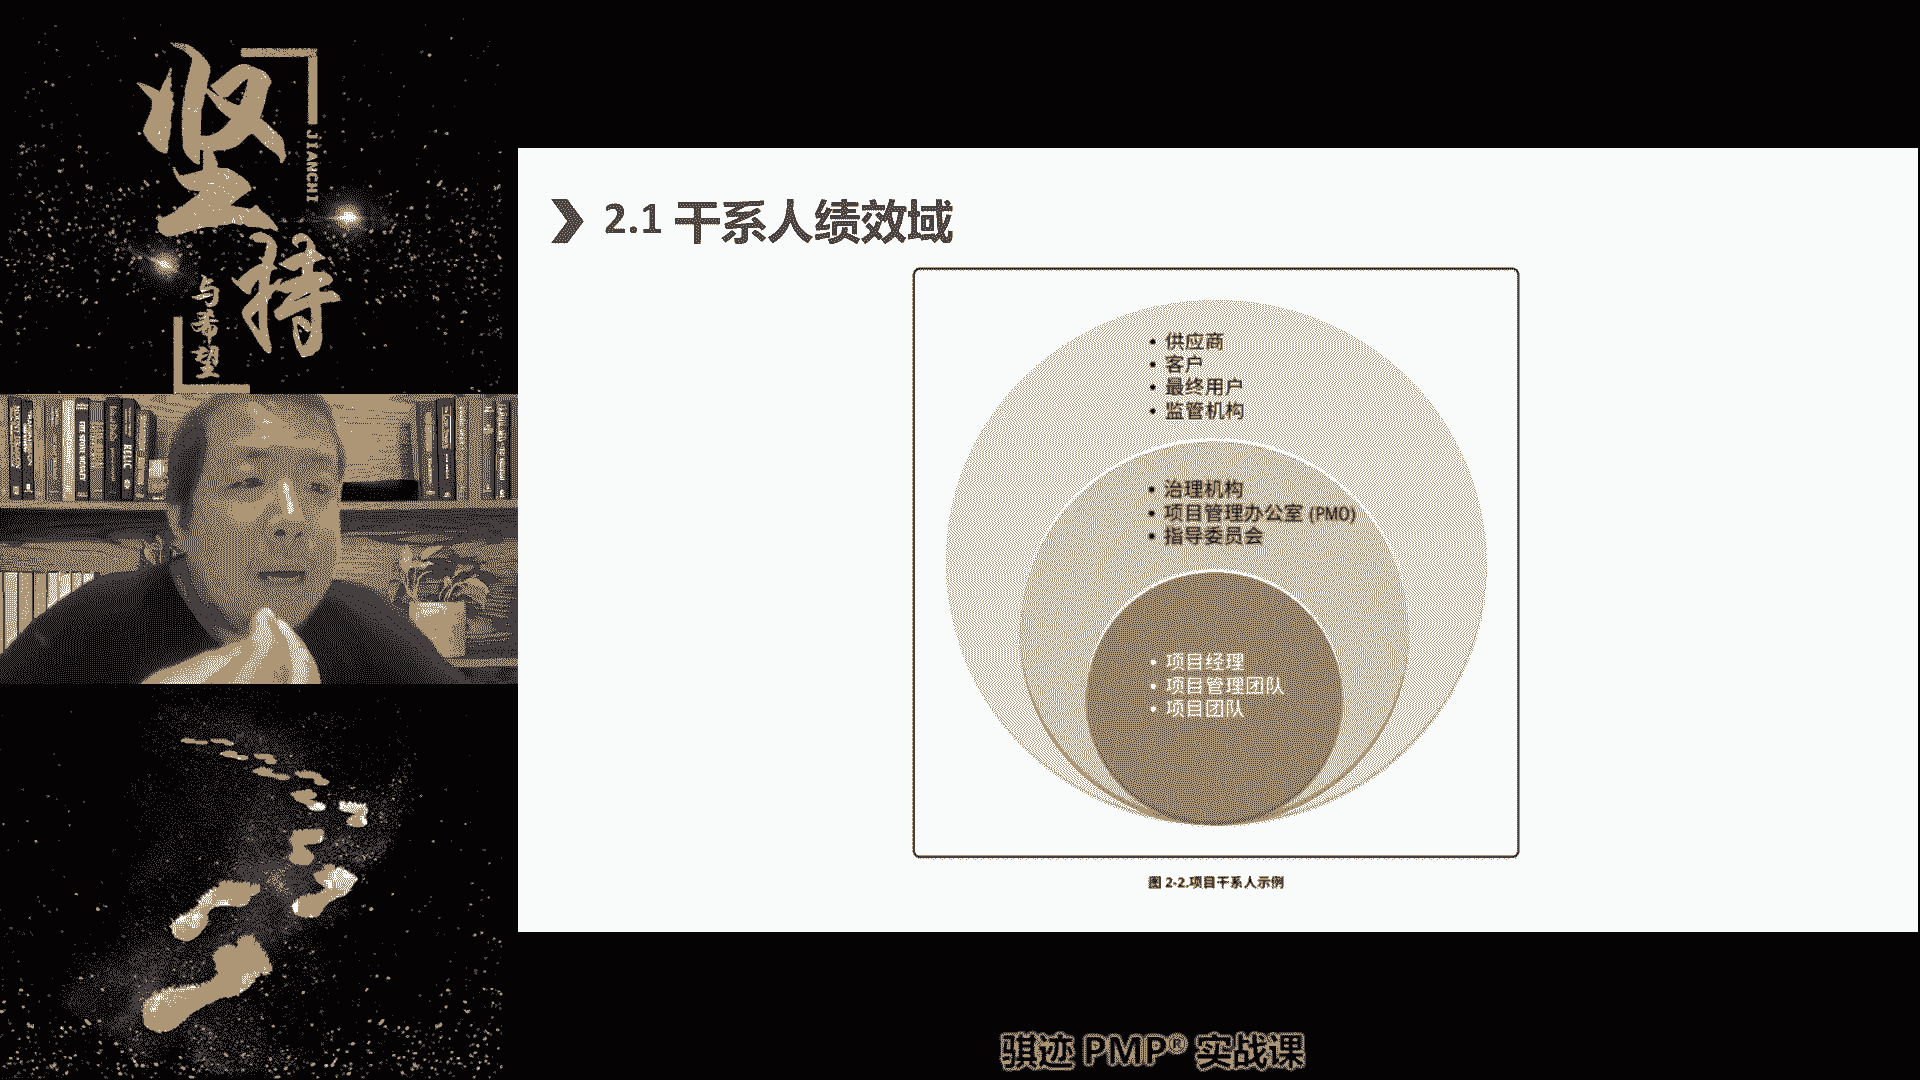 坚持
JIANCHI
与希望
2.1 干系人绩效域
• 供应商
• 客户
• 最终用户
• 监管机构
• 治理机构
• 项目管理办公室 (PMO)
• 指导委员会
• 项目经理
• 项目管理团队
• 项目团队
图 2-2.项目干系人示例
骐迹 PMP® 实战课